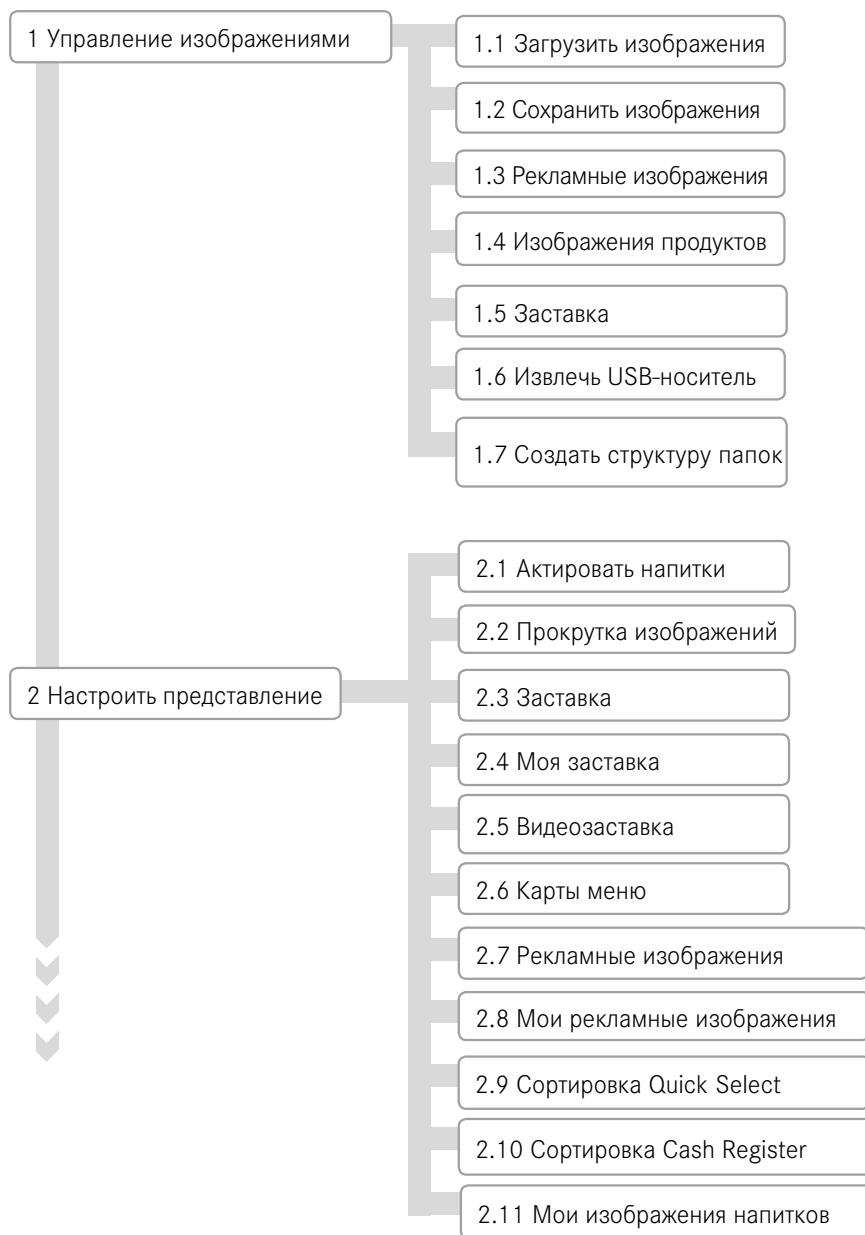 1 Управление изображениями
1.1 Загрузить изображения
1.2 Сохранить изображения
1.3 Рекламные изображения
1.4 Изображения продуктов
1.5 Заставка
1.6 Извлечь USB-носитель
1.7 Создать структуру папок
2 Настроить представление
2.1 Актировать напитки
2.2 Прокрутка изображений
2.3 Заставка
2.4 Моя заставка
2.5 Видеозаставка
2.6 Карты меню
2.7 Рекламные изображения
2.8 Мои рекламные изображения
2.9 Сортировка Quick Select
2.10 Сортировка Cash Register
2.11 Мои изображения напитков